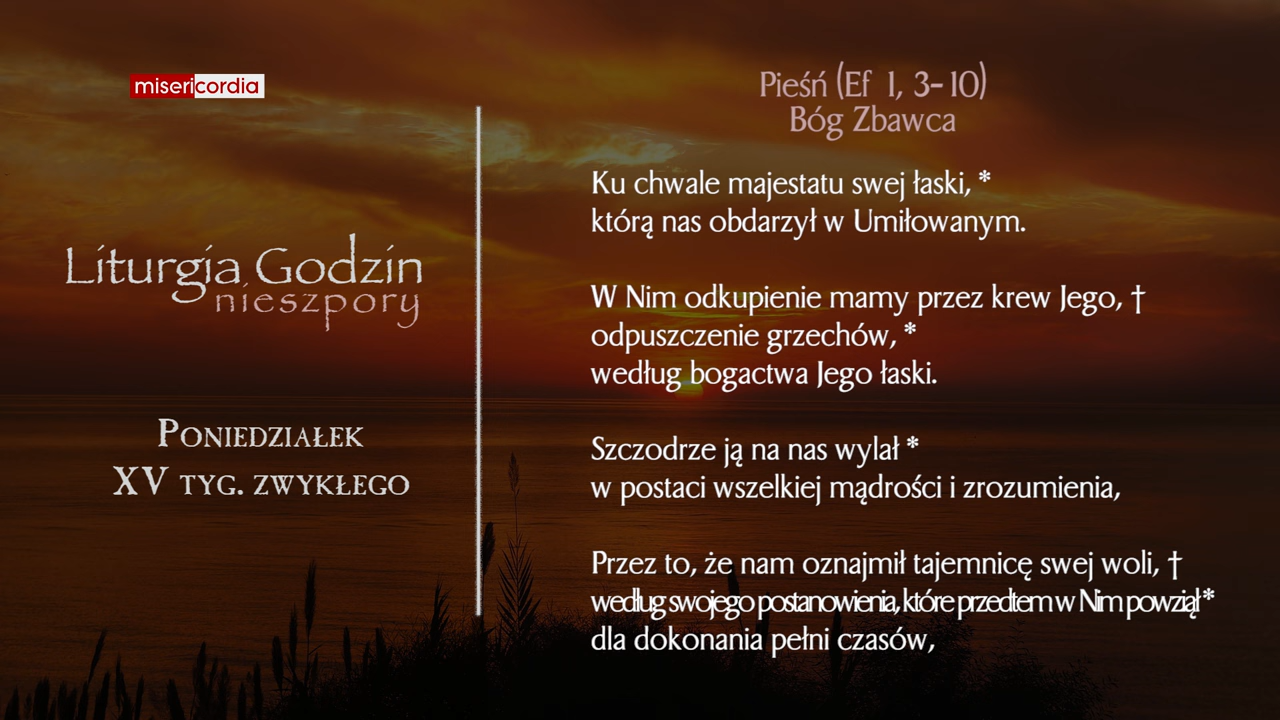 misericordia
Liturgia Godzin
nieszpory
Poniedziałek
XV tyg. zwykłego
Pieśń (Ef 1, 3-10)
Bóg Zbawca
Ku chwale majestatu swej łaski, *
którą nas obdarzył w Umiłowanym.
W Nim odkupienie mamy przez krew Jego, †
odpuszczenie grzechów, *
według bogactwa Jego łaski.
Szczodrze ją na nas wylał *
w postaci wszelkiej mądrości i zrozumienia,
Przez to, że nam oznajmił tajemnicę swej woli, †
według swojego postanowienia, które przedtem w Nim powziął *
dla dokonania pełni czasów,